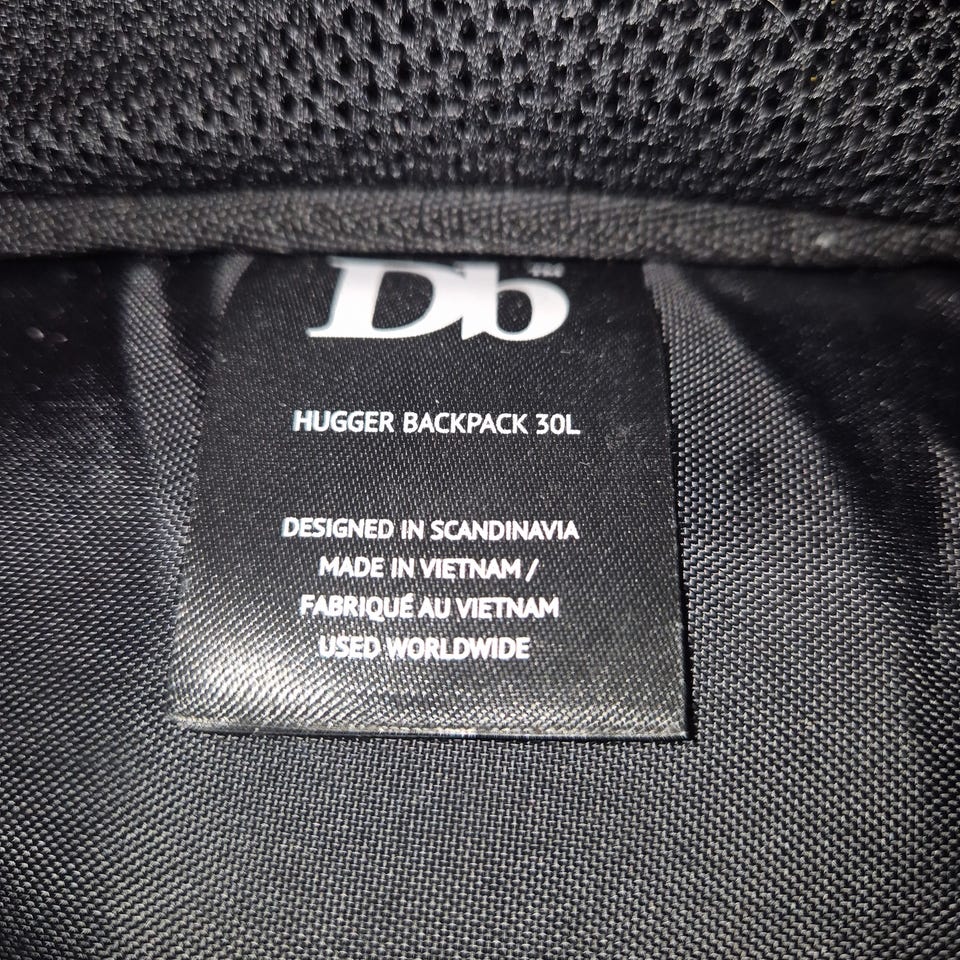 Db
HUGGER BACKPACK 30L
DESIGNED IN SCANDINAVIA
MADE IN VIETNAM /
FABRIQUÉ AU VIETNAM
USED WORLDWIDE